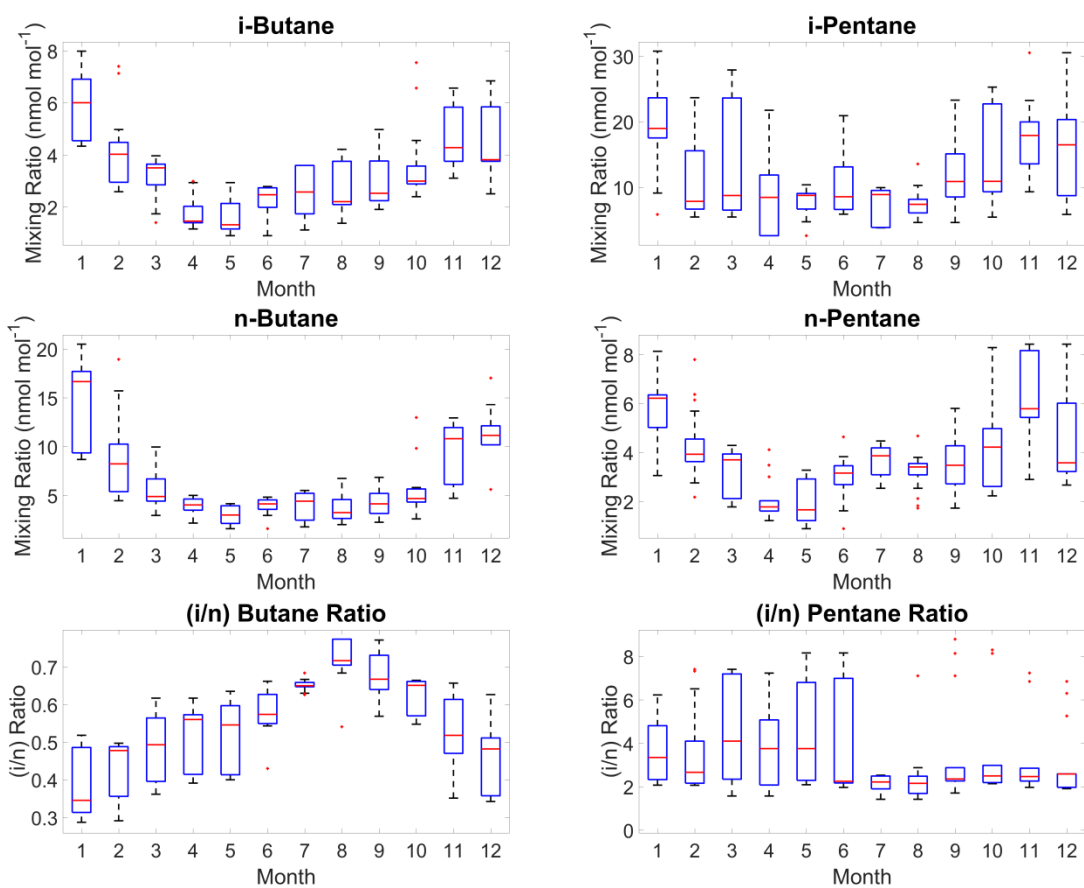 i-Butane
Mixing Ratio (nmol mol⁻¹)
8
6
4
2
1 2 3 4 5 6 7 8 9 10 11 12
Month
i-Pentane
Mixing Ratio (nmol mol⁻¹)
30
20
10
1 2 3 4 5 6 7 8 9 10 11 12
Month
n-Butane
Mixing Ratio (nmol mol⁻¹)
20
15
10
5
1 2 3 4 5 6 7 8 9 10 11 12
Month
n-Pentane
Mixing Ratio (nmol mol⁻¹)
8
6
4
2
1 2 3 4 5 6 7 8 9 10 11 12
Month
(i/n) Butane Ratio
(i/n) Ratio
0.7
0.6
0.5
0.4
0.3
1 2 3 4 5 6 7 8 9 10 11 12
Month
(i/n) Pentane Ratio
(i/n) Ratio
8
6
4
2
0
1 2 3 4 5 6 7 8 9 10 11 12
Month